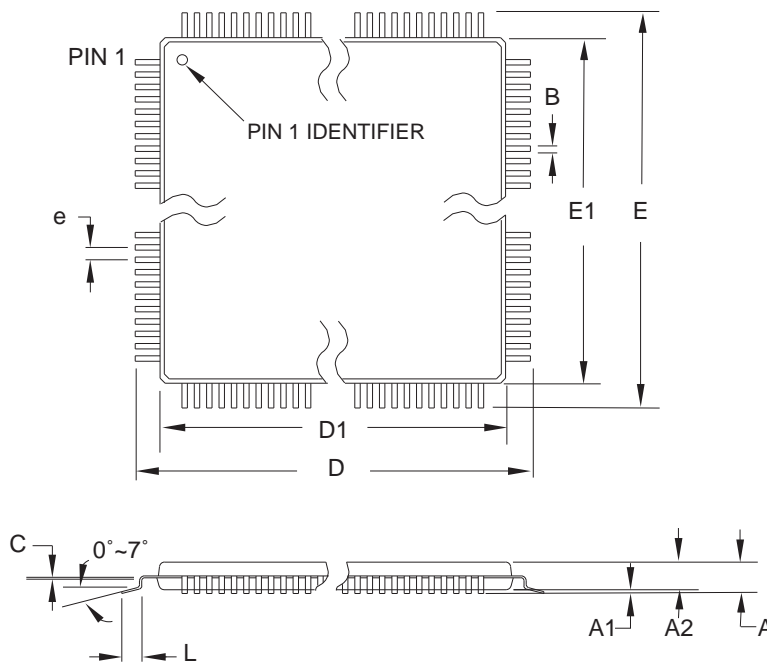 PIN 1
PIN 1 IDENTIFIER
B
e
E1
E
D1
D
C
0°~7°
L
A1
A2
A